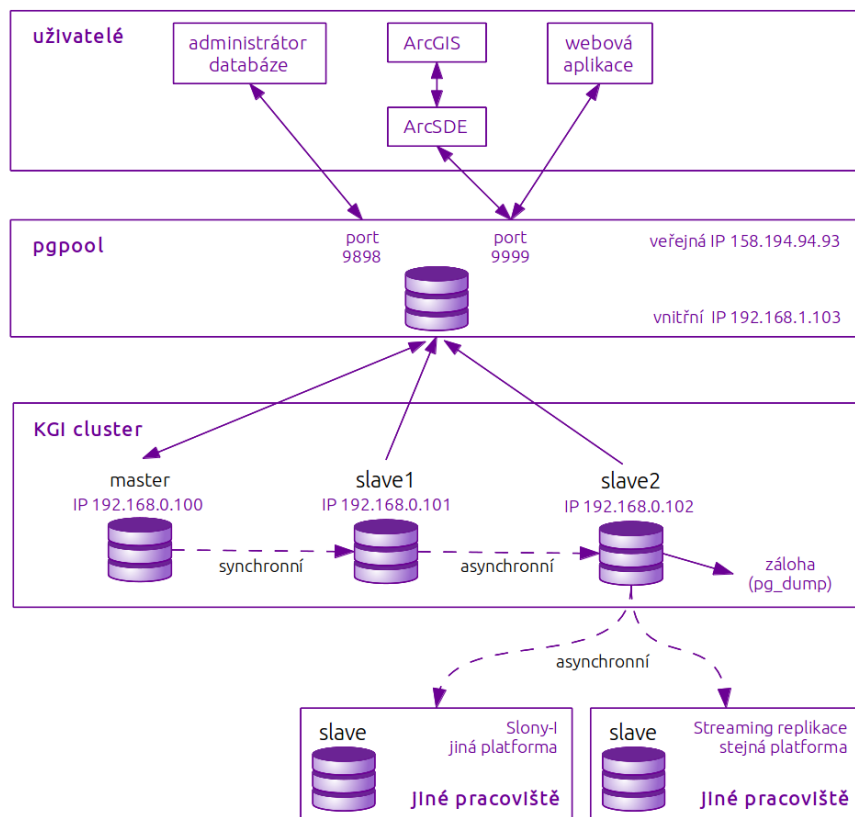 uživatelé
administrátor
databáze
ArcGIS
webová
aplikace
ArcSDE
pgpool
port
9898
port
9999
veřejná IP 158.194.94.93
vnitřní IP 192.168.1.103
KGI cluster
master
IP 192.168.0.100
slave1
IP 192.168.0.101
slave2
IP 192.168.0.102
synchronní
asynchronní
záloha
(pg_dump)
asynchronní
slave
Slony-I
jiná platforma
Jiné pracoviště
slave
Streaming replikace
stejná platforma
Jiné pracoviště